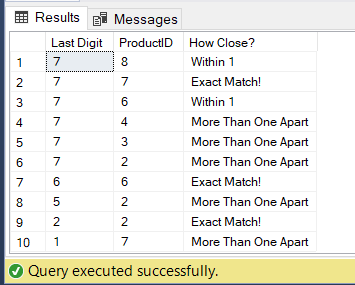 Results Messages
Last Digit ProductID How Close?
1 7 8 Within 1
2 7 7 Exact Match!
3 7 6 Within 1
4 7 4 More Than One Apart
5 7 3 More Than One Apart
6 7 2 More Than One Apart
7 6 6 Exact Match!
8 5 2 More Than One Apart
9 2 2 Exact Match!
10 1 7 More Than One Apart
Query executed successfully.